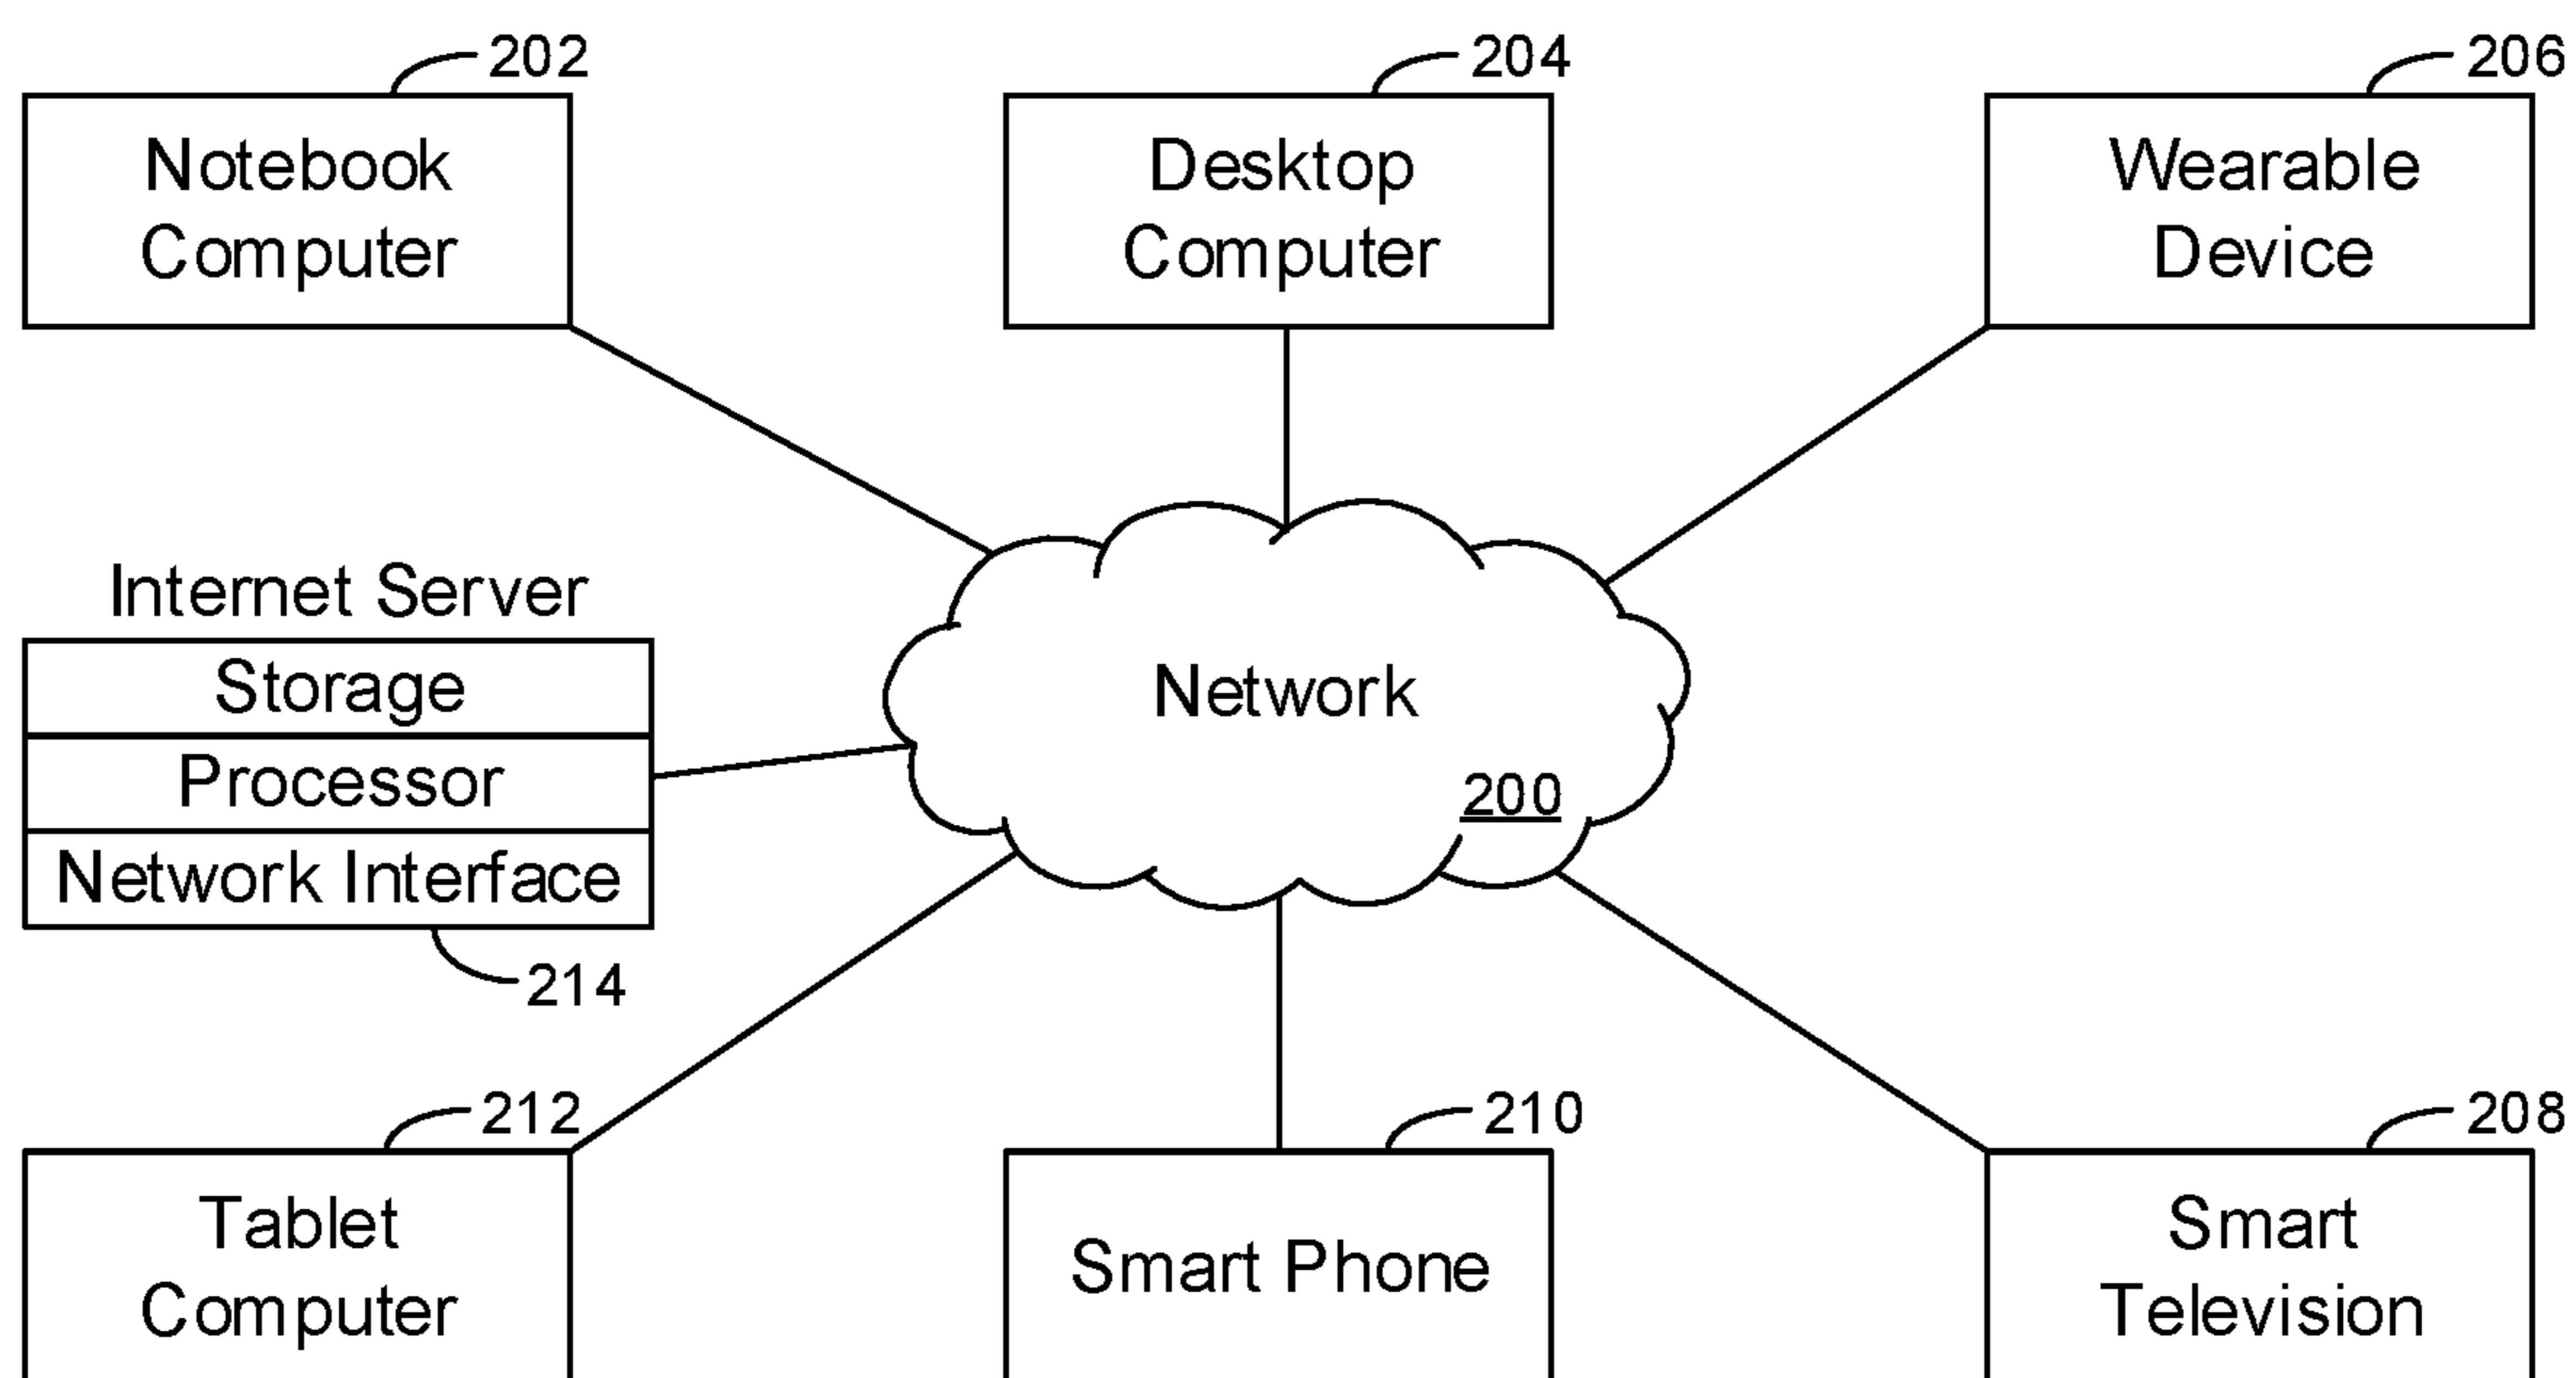 202
204
206
Notebook
Computer
Desktop
Computer
Wearable
Device
Internet Server
Storage
Processor
Network Interface
214
Network
200
212
210
208
Tablet
Computer
Smart Phone
Smart
Television